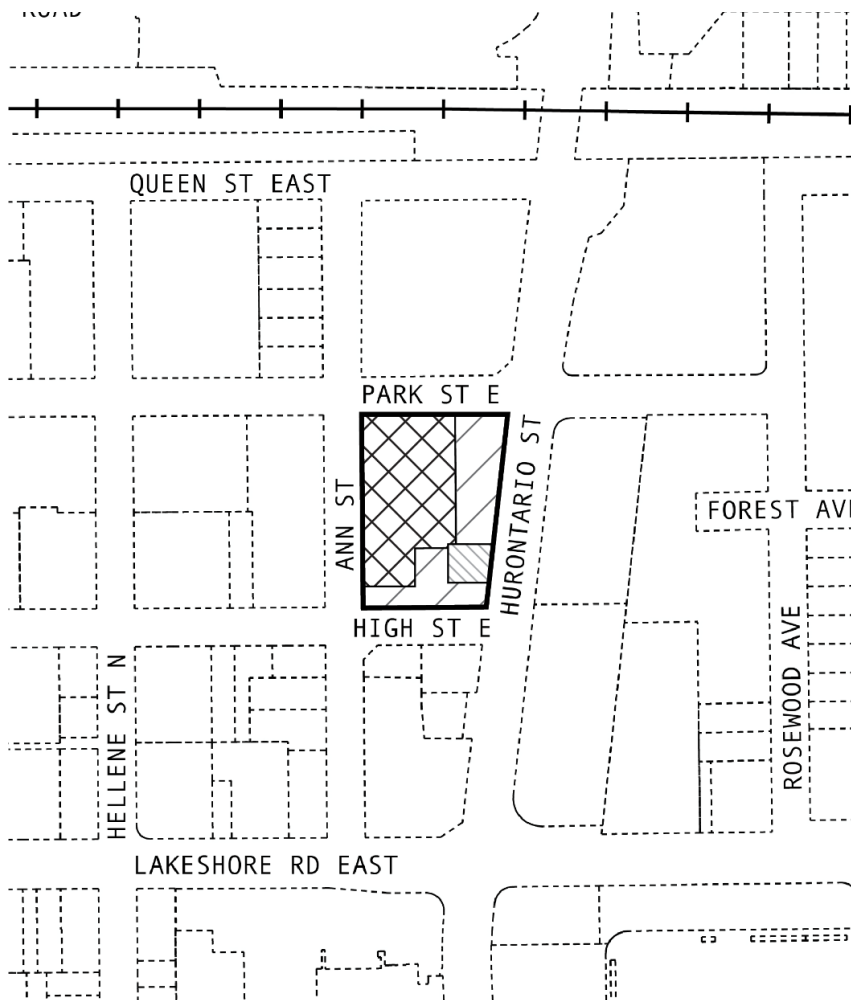 ROAD
QUEEN ST EAST
PARK ST E
HURONTARIO ST
ANN ST
FOREST AVE
HIGH ST E
HELLENE ST N
ROSEWOOD AVE
LAKESHORE RD EAST